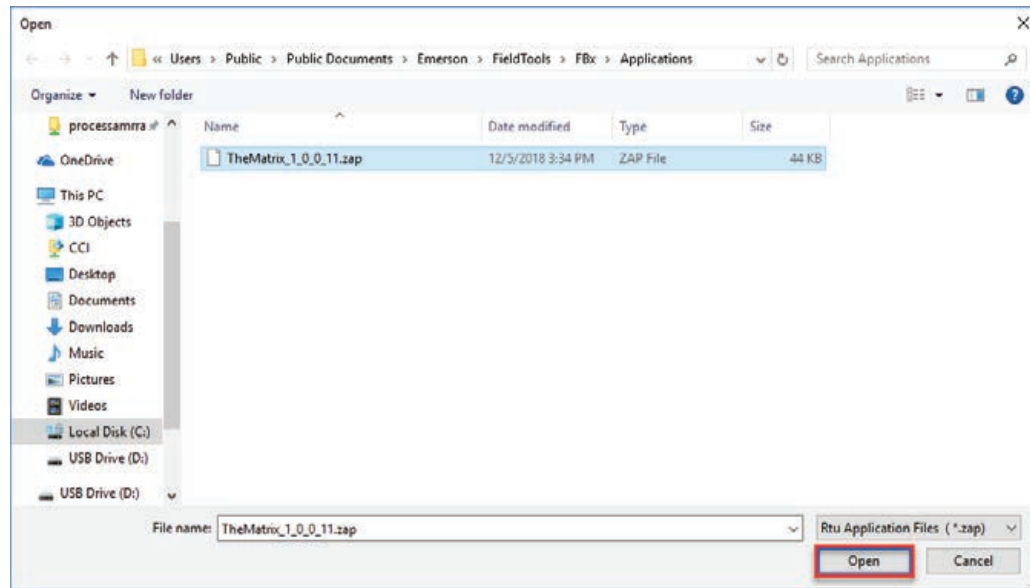 Open
« Users > Public > Public Documents > Emerson > FieldTools > FBx > Applications
Search Applications
Organize
New folder
Name Date modified Type Size
TheMatrix_1_0_0_11.zap 12/5/2018 3:34 PM ZAP File 44 KB
processamrra
OneDrive
This PC
3D Objects
CCI
Desktop
Documents
Downloads
Music
Pictures
Videos
Local Disk (C:)
USB Drive (D:)
USB Drive (D:)
File name: TheMatrix_1_0_0_11.zap
Rtu Application Files ( *.zap)
Open
Cancel